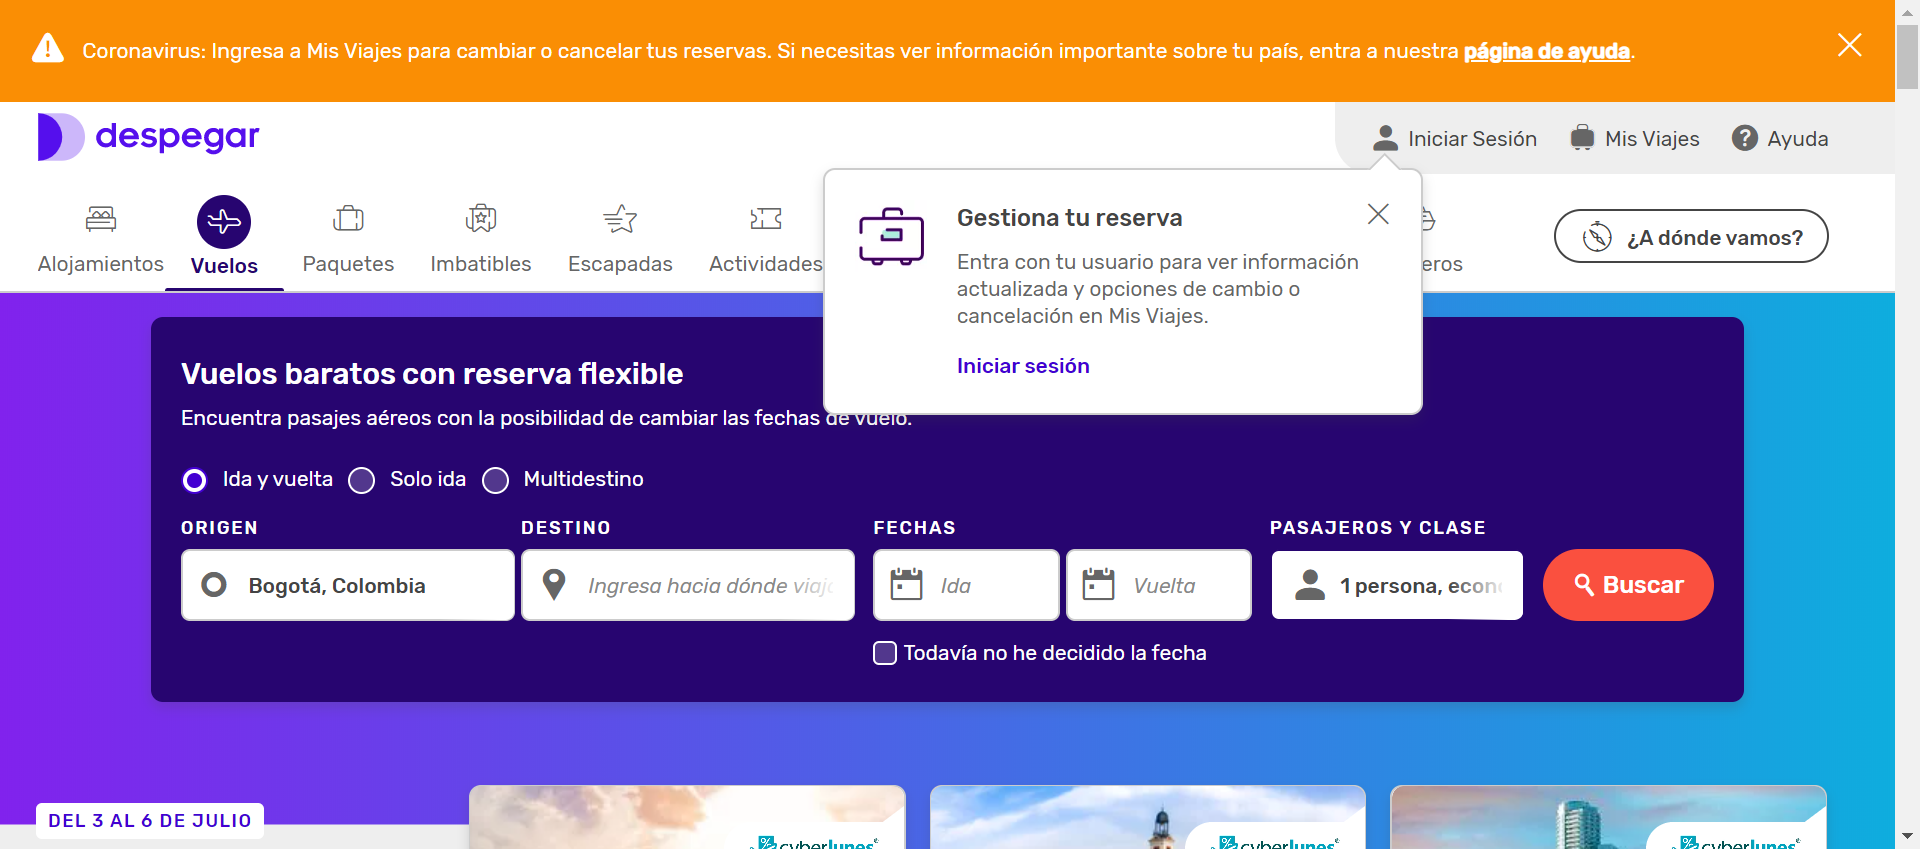 Coronavirus: Ingresa a Mis Viajes para cambiar o cancelar tus reservas. Si necesitas ver información importante sobre tu país, entra a nuestra página de ayuda.
despegar
Iniciar Sesión
Mis Viajes
Ayuda
Alojamientos
Vuelos
Paquetes
Imbatibles
Escapadas
Actividades
eros
¿A dónde vamos?
Gestiona tu reserva
Entra con tu usuario para ver información
actualizada y opciones de cambio o
cancelación en Mis Viajes.
Iniciar sesión
Vuelos baratos con reserva flexible
Encuentra pasajes aéreos con la posibilidad de cambiar las fechas de vuelo.
Ida y vuelta
Solo ida
Multidestino
ORIGEN
DESTINO
FECHAS
PASAJEROS Y CLASE
Bogotá, Colombia
Ingresa hacia dónde viaj
Ida
Vuelta
1 persona, econ
Buscar
Todavía no he decidido la fecha
DEL 3 AL 6 DE JULIO
cyberlunes
cyberlunes
cyberlunes